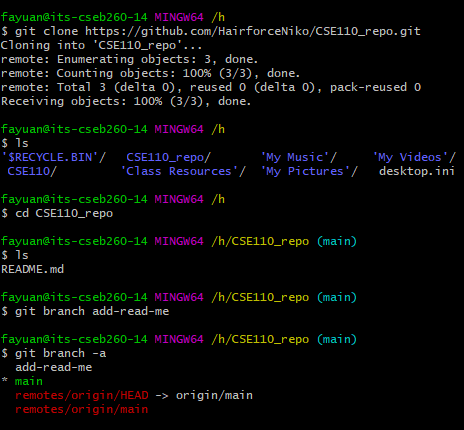 fayuan@its-cseb260-14 MINGW64 /h
$ git clone https://github.com/HairforceNiko/CSE110_repo.git
Cloning into 'CSE110_repo'...
remote: Enumerating objects: 3, done.
remote: Counting objects: 100% (3/3), done.
remote: Total 3 (delta 0), reused 0 (delta 0), pack-reused 0
Receiving objects: 100% (3/3), done.
fayuan@its-cseb260-14 MINGW64 /h
$ ls
'$RECYCLE.BIN'/ CSE110_repo/ 'My Music'/ 'My Videos'/
CSE110/ 'Class Resources'/ 'My Pictures'/ desktop.ini
fayuan@its-cseb260-14 MINGW64 /h
$ cd CSE110_repo
fayuan@its-cseb260-14 MINGW64 /h/CSE110_repo (main)
$ ls
README.md
fayuan@its-cseb260-14 MINGW64 /h/CSE110_repo (main)
$ git branch add-read-me
fayuan@its-cseb260-14 MINGW64 /h/CSE110_repo (main)
$ git branch -a
add-read-me
* main
remotes/origin/HEAD -> origin/main
remotes/origin/main